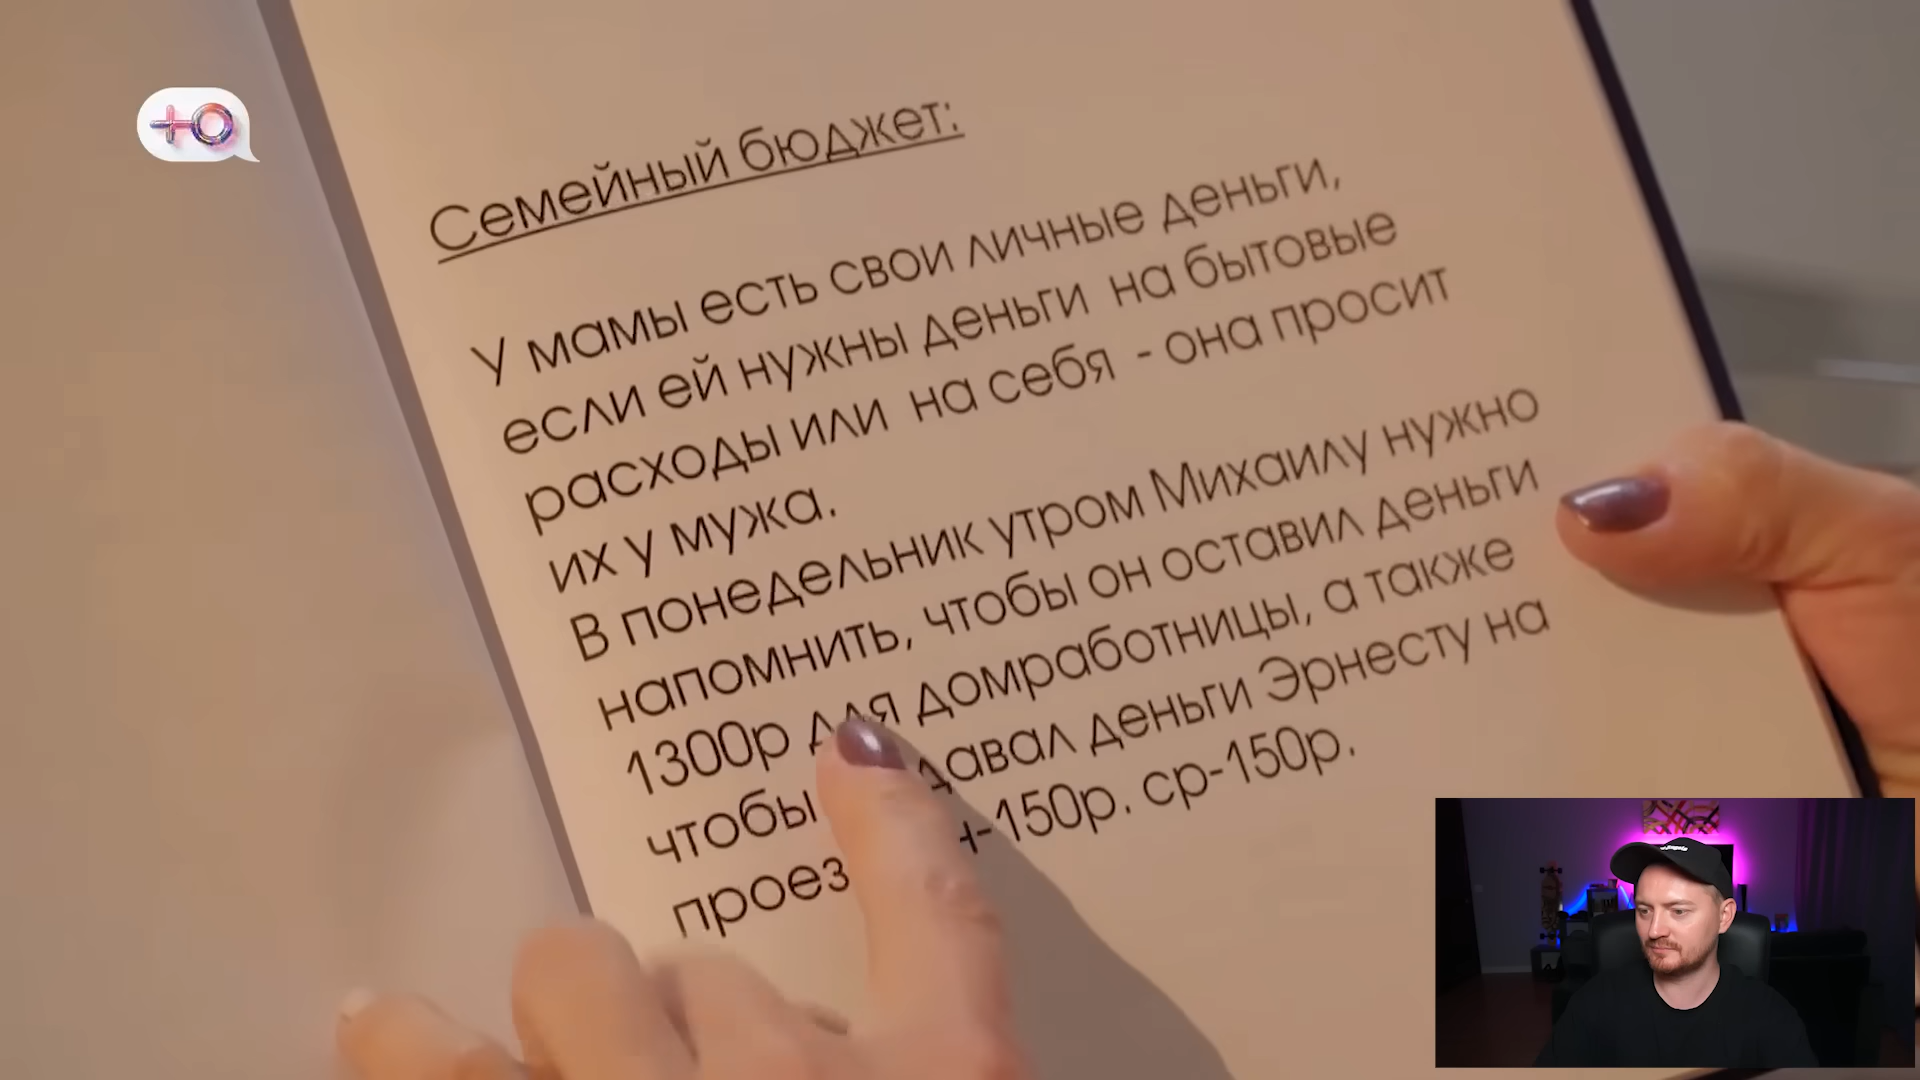 Ю
Семейный бюджет:
У мамы есть свои личные деньги,
если ей нужны деньги на бытовые
расходы или на себя - она просит
их у мужа.
В понедельник утром Михаилу нужно
напомнить, чтобы он оставил деньги
1300р для домработницы, а также
чтобы давал деньги Эрнесту на
-150р. ср-150р.